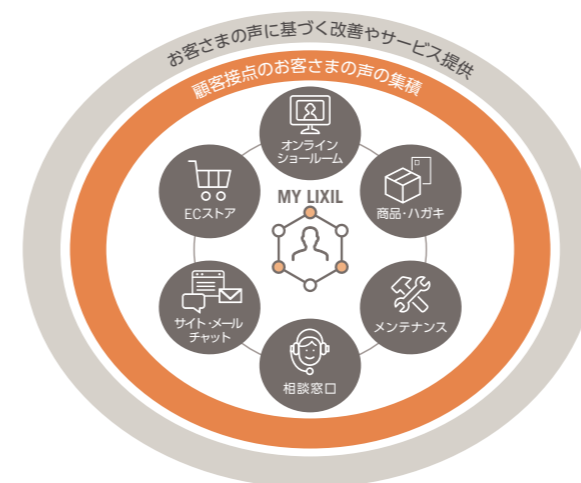 お客さまの声に基づく改善やサービス提供
顧客接点のお客さまの声の集積
オンライン
ショールーム
ECストア
MY LIXIL
商品・ハガキ
サイト・メール
チャット
メンテナンス
相談窓口